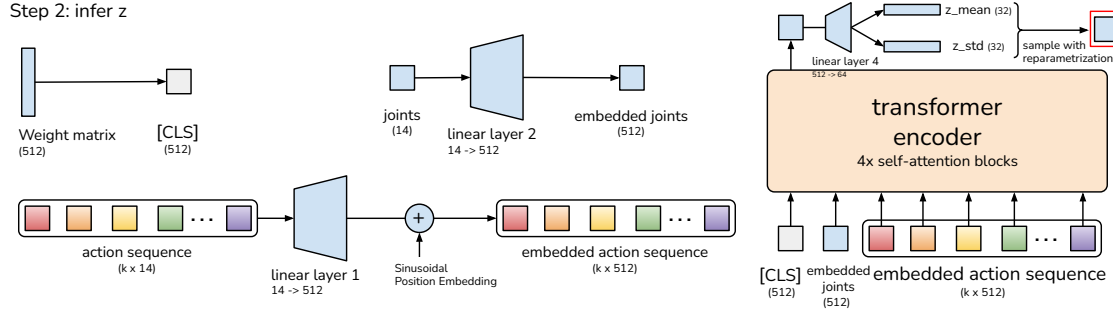 Step 2: infer z
Weight matrix
(512)
[CLS]
(512)
joints
(14)
linear layer 2
14 -> 512
embedded joints
(512)
action sequence
(k x 14)
linear layer 1
14 -> 512
+
Sinusoidal
Position Embedding
embedded action sequence
(k x 512)
z_mean (32)
z_std (32)
linear layer 4
512 -> 64
sample with
reparametrization
transformer
encoder
4x self-attention blocks
[CLS]
(512)
embedded
joints
(512)
embedded action sequence
(k x 512)